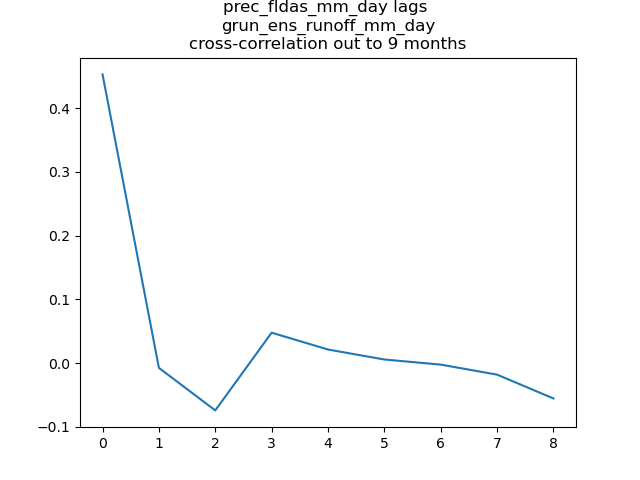 prec_fldas_mm_day lags
grun_ens_runoff_mm_day
cross-correlation out to 9 months
0.4
0.3
0.2
0.1
0.0
−0.1
0 1 2 3 4 5 6 7 8